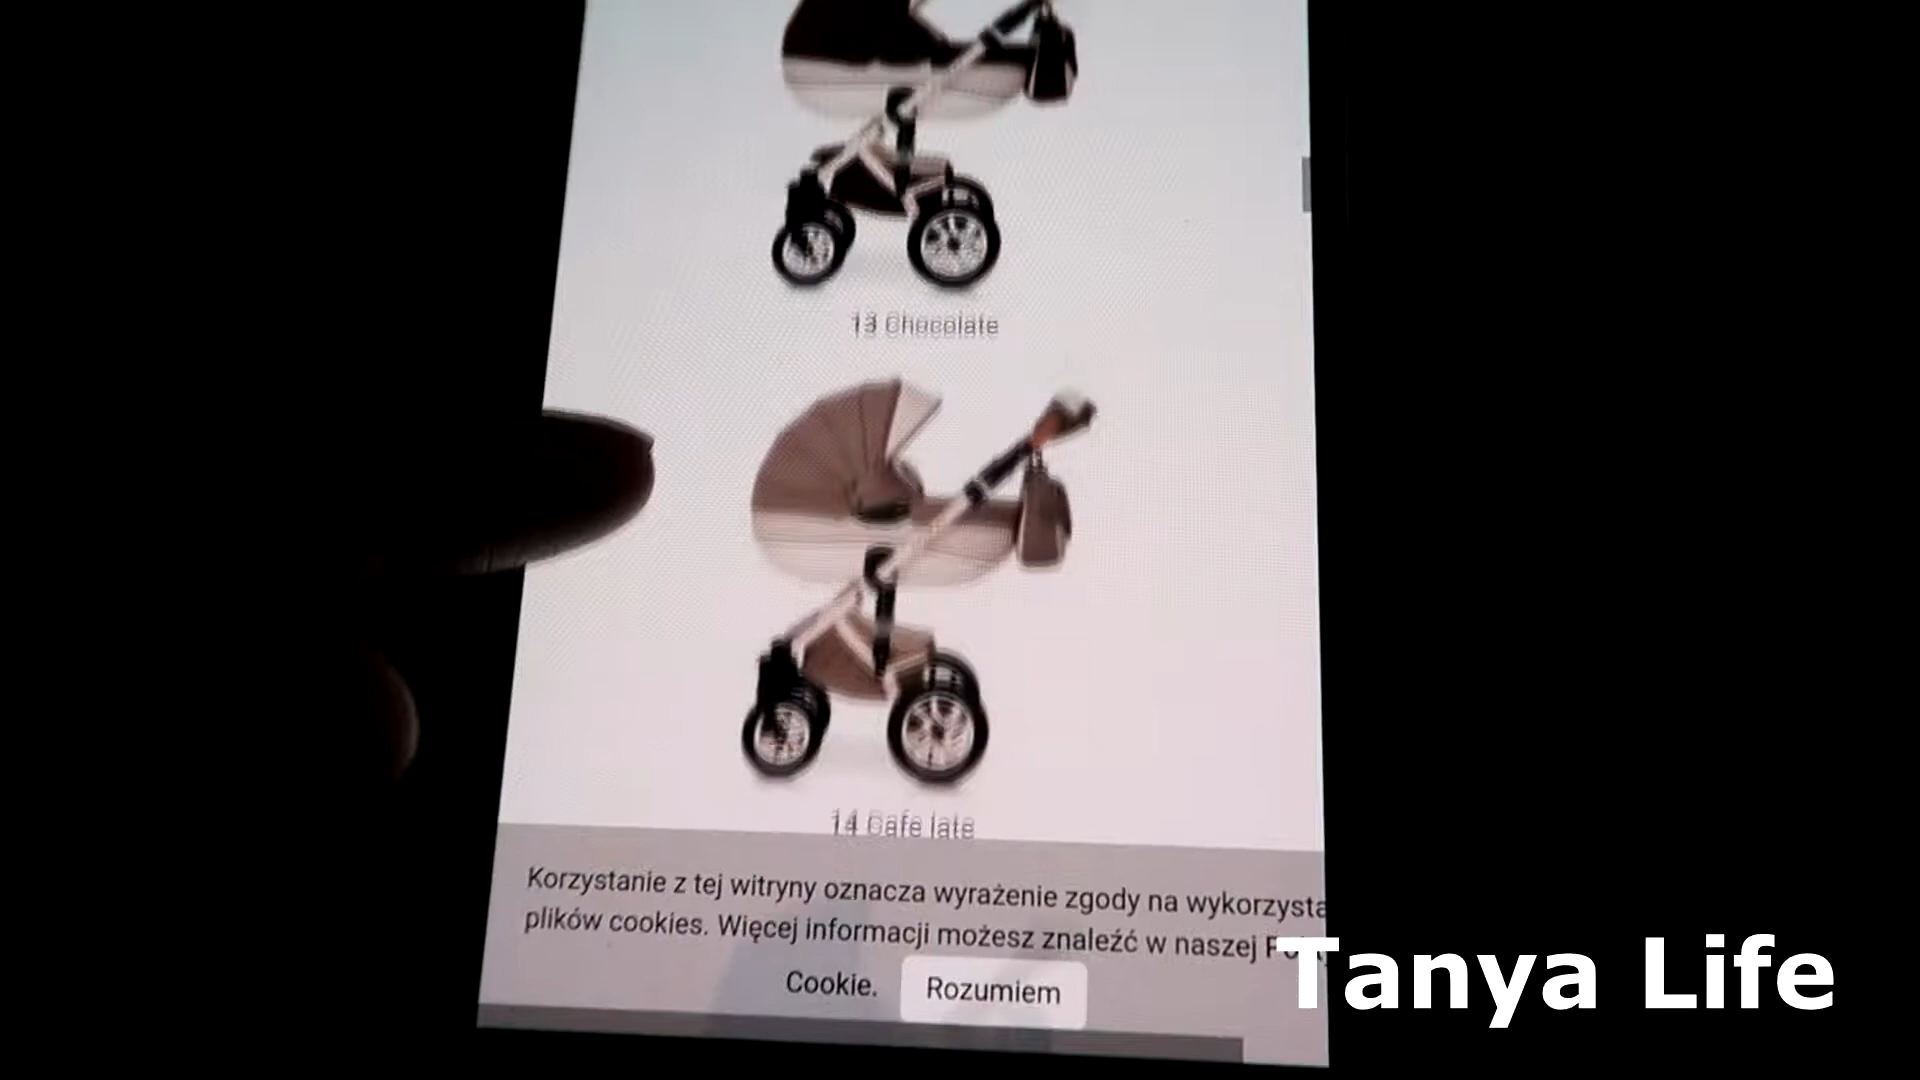 13 Chocolate
14 Cafe late
Korzystanie z tej witryny oznacza wyrażenie zgody na wykorzysta
plików cookies. Więcej informacji możesz znaleźć w naszej
Cookie.
Rozumiem
Tanya Life